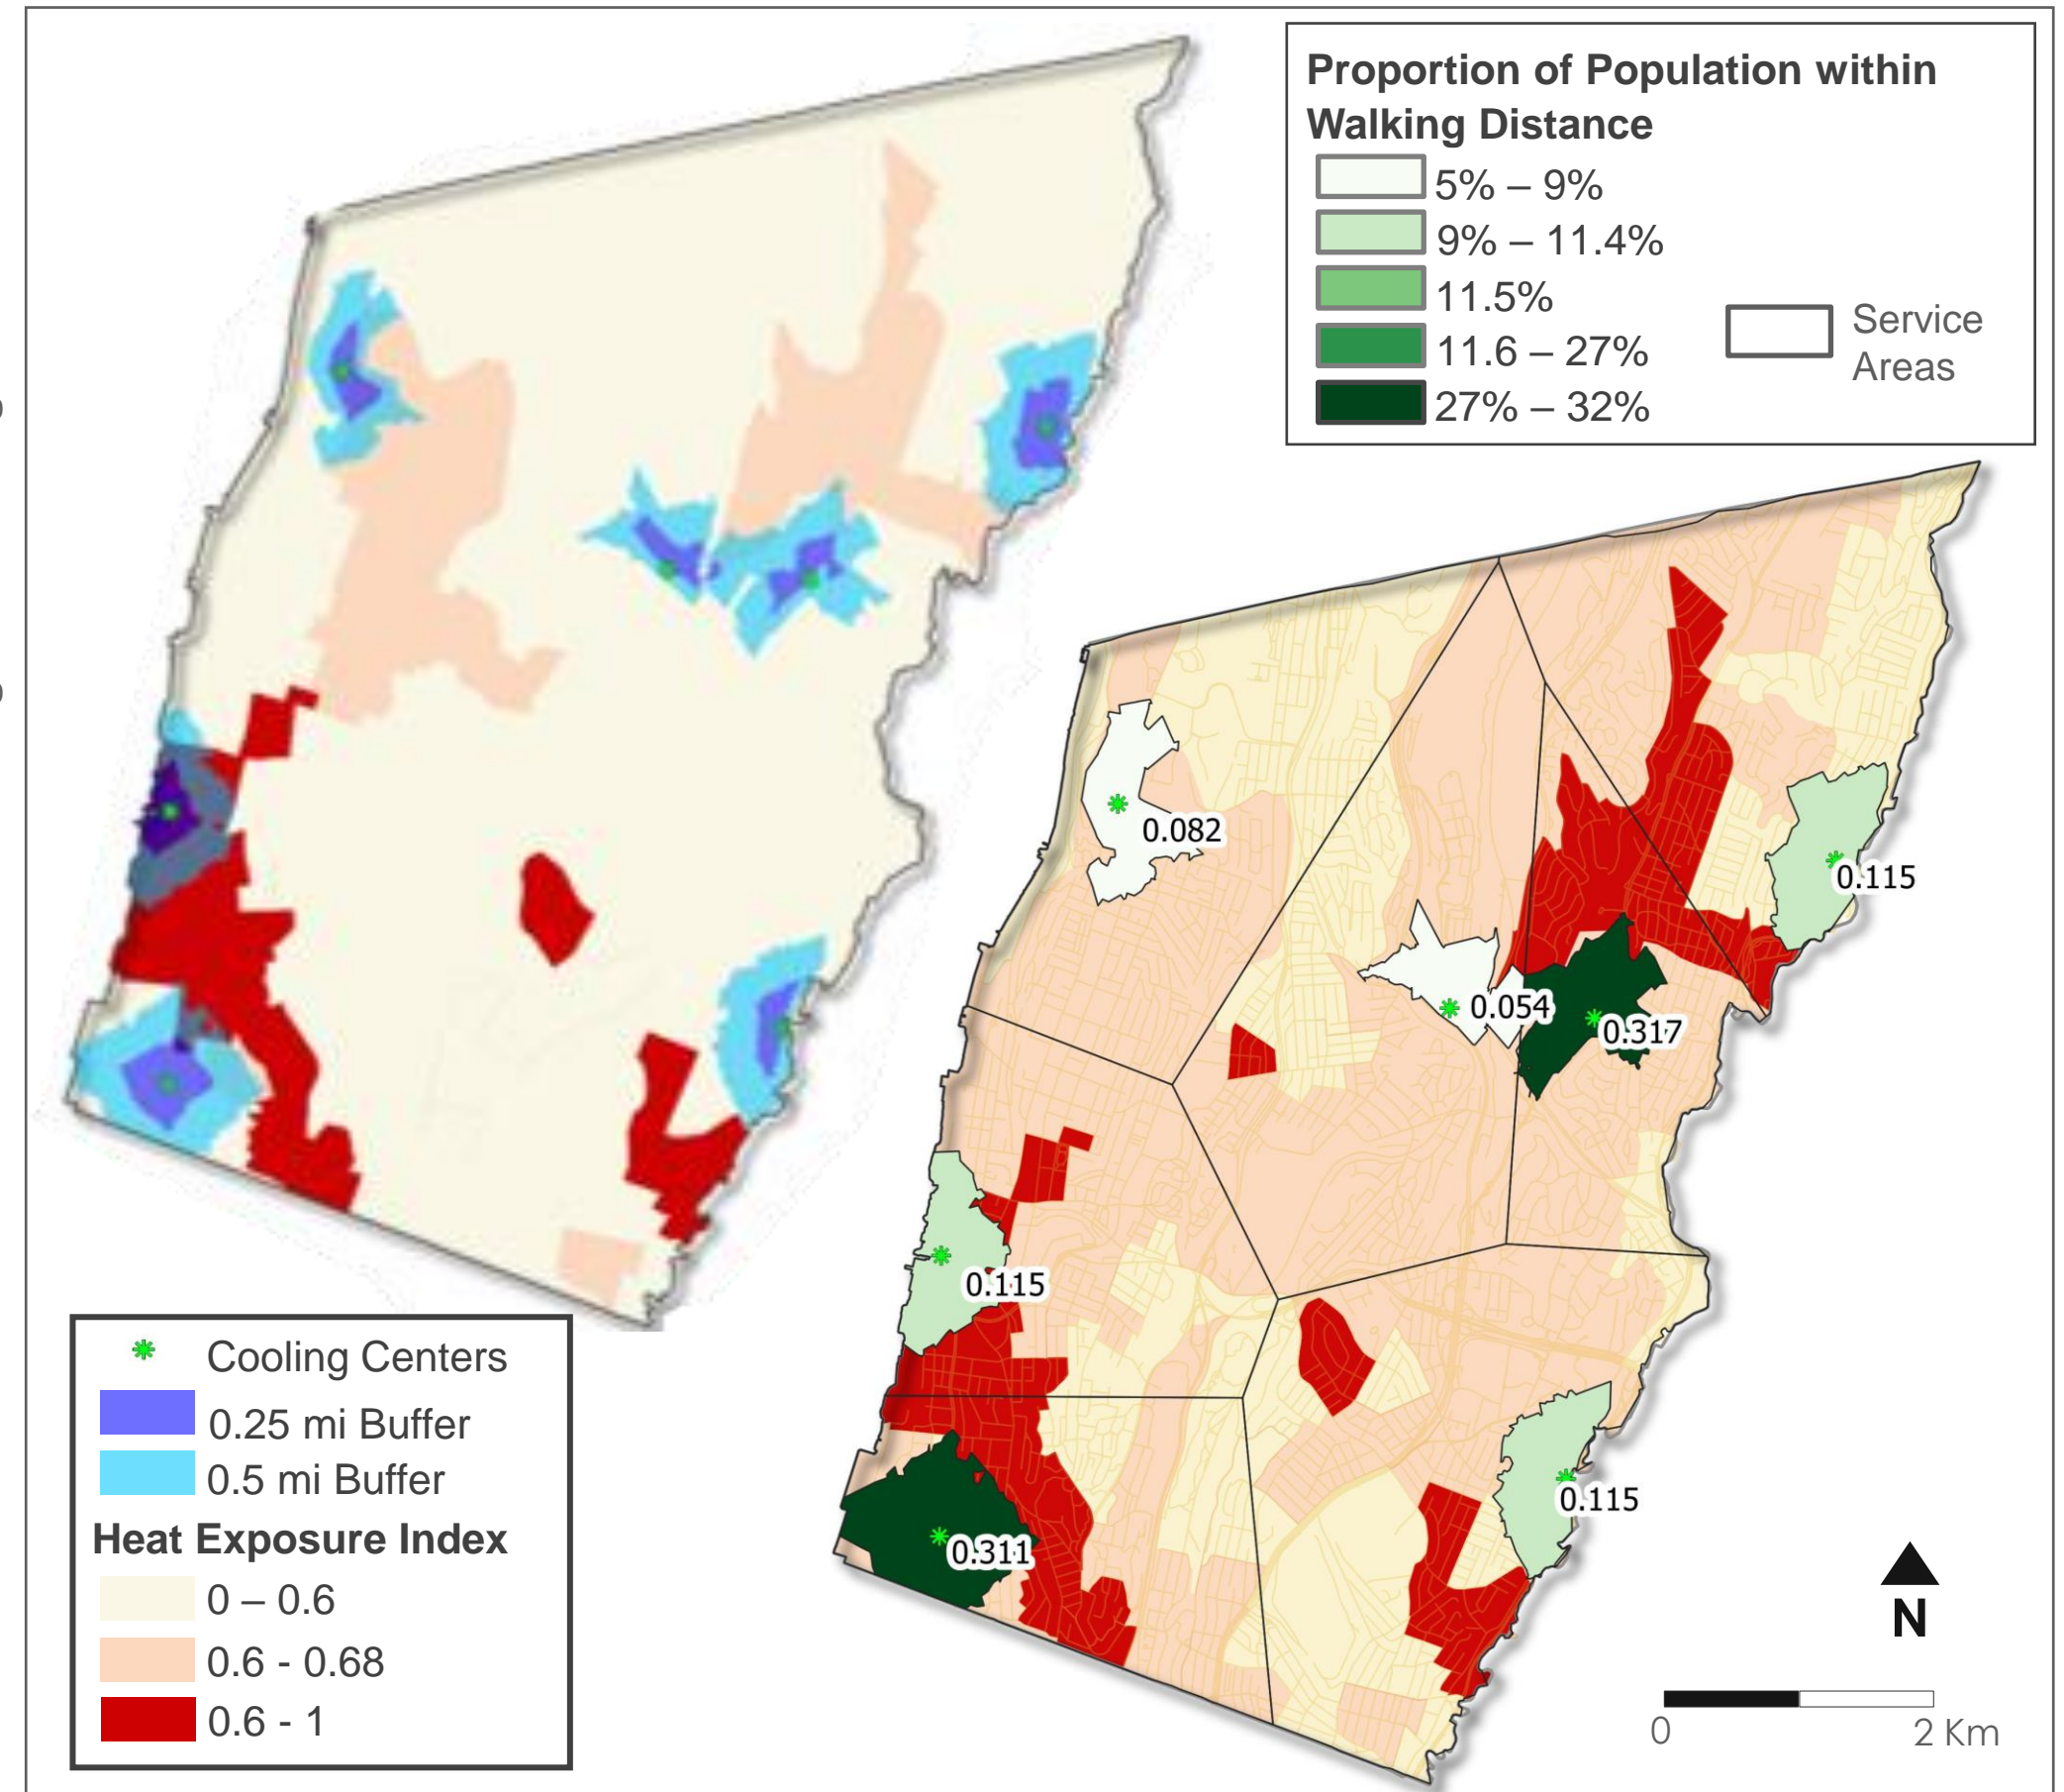 Proportion of Population within
Walking Distance
5% – 9%
9% – 11.4%
11.5%
11.6 – 27%
27% – 32%
Service
Areas
0.082
0.115
0.054
0.317
0.115
0.115
0.311
Cooling Centers
0.25 mi Buffer
0.5 mi Buffer
Heat Exposure Index
0 – 0.6
0.6 - 0.68
0.6 - 1
N
0 2 Km